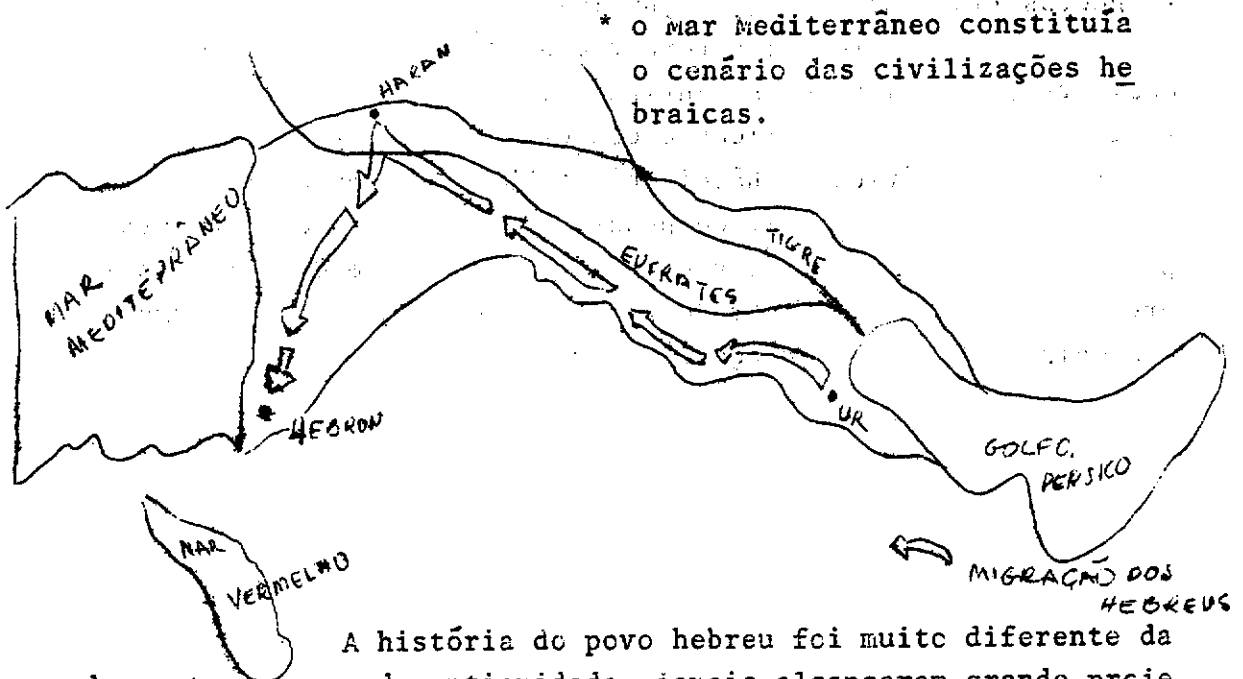 * o mar Mediterrâneo constituía
o cenário das civilizações he
braicas.
HARAN
MAR
MEDITERRÂNEO
EUFRATES
TIGRE
UR
HEBRON
GOLFO
PERSICO
MAR
VERMELHO
MIGRAÇÃO DOS
HEBREUS
A história do povo hebreu foi muito diferente da